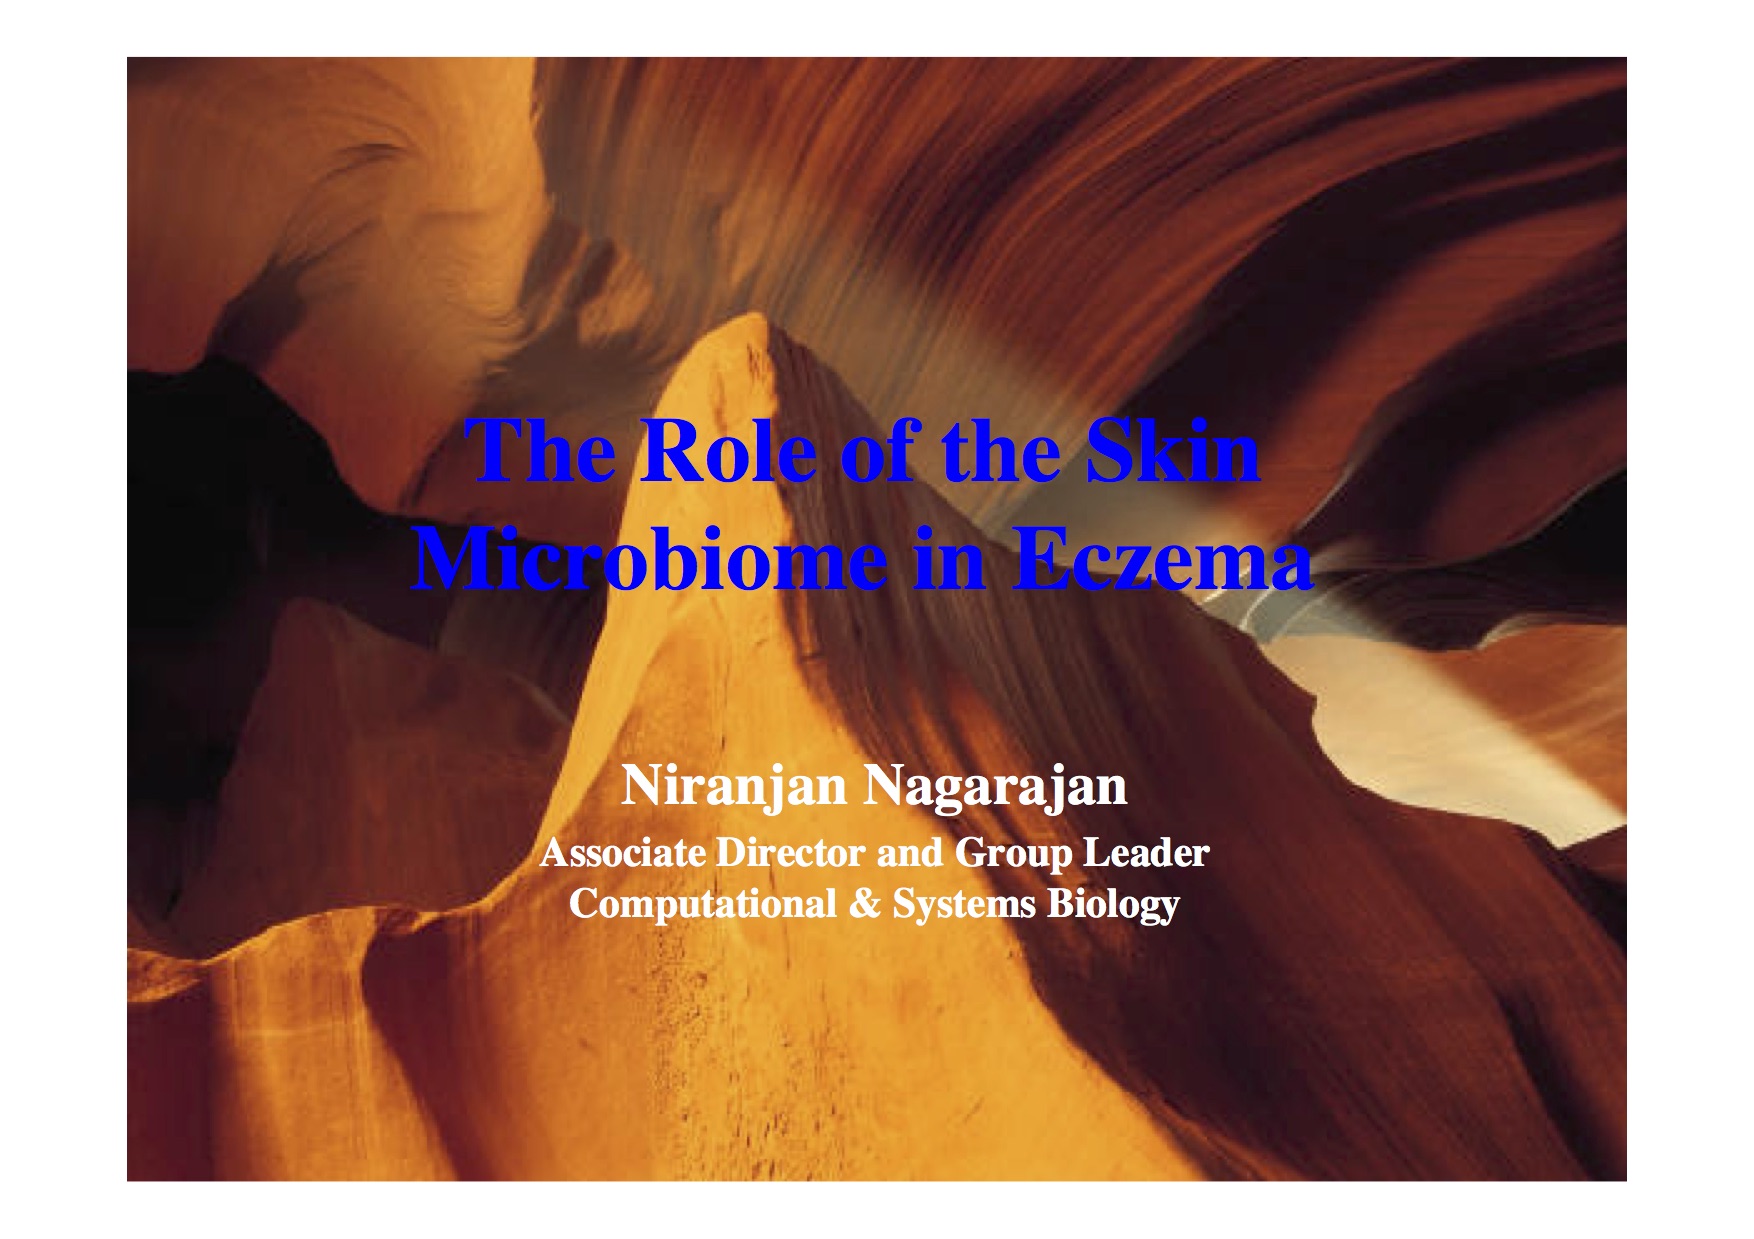 The Role of the Skin
Microbiome in Eczema
Niranjan Nagarajan
Associate Director and Group Leader
Computational & Systems Biology